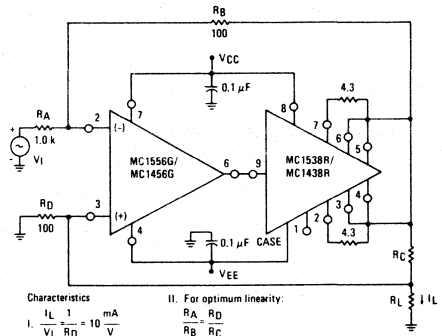 RB
100
VCC
0.1 µF
RA
1.0 k
VI
2
(-)
7
MC1556G/
MC1456G
6
9
8
MC1538R/
MC1438R
7
4.3
6
5
4
3
2
1
4.3
RD
100
3
(+)
4
0.1 µF
CASE
VEE
RC
RL
IL
Characteristics
I. IL/VI = 1/RD = 10 mA/V
II. For optimum linearity:
RA/RB = RD/RC